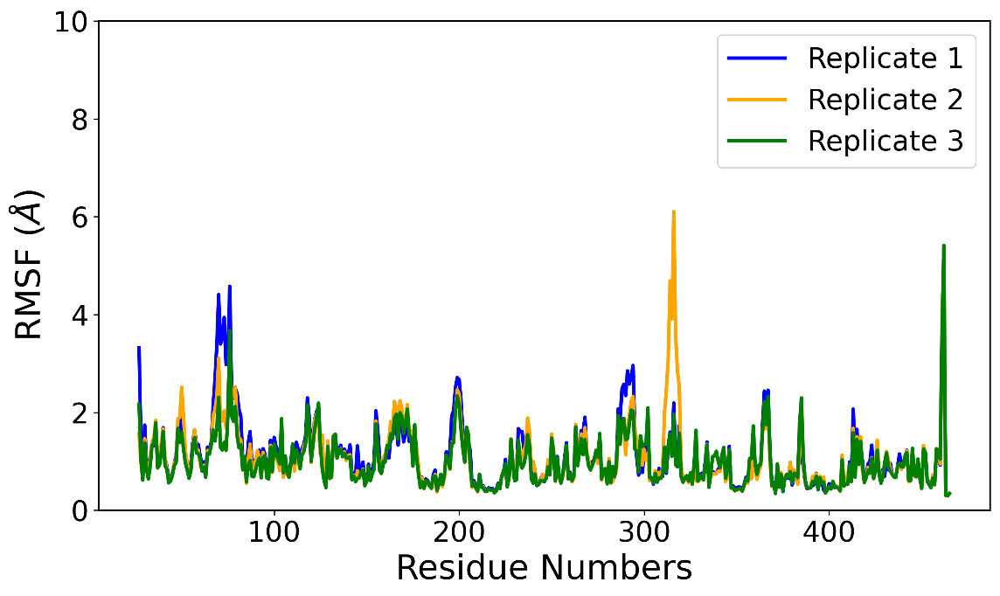 10
8
6
4
2
0
RMSF (Å)
100
200
300
400
Residue Numbers
Replicate 1
Replicate 2
Replicate 3